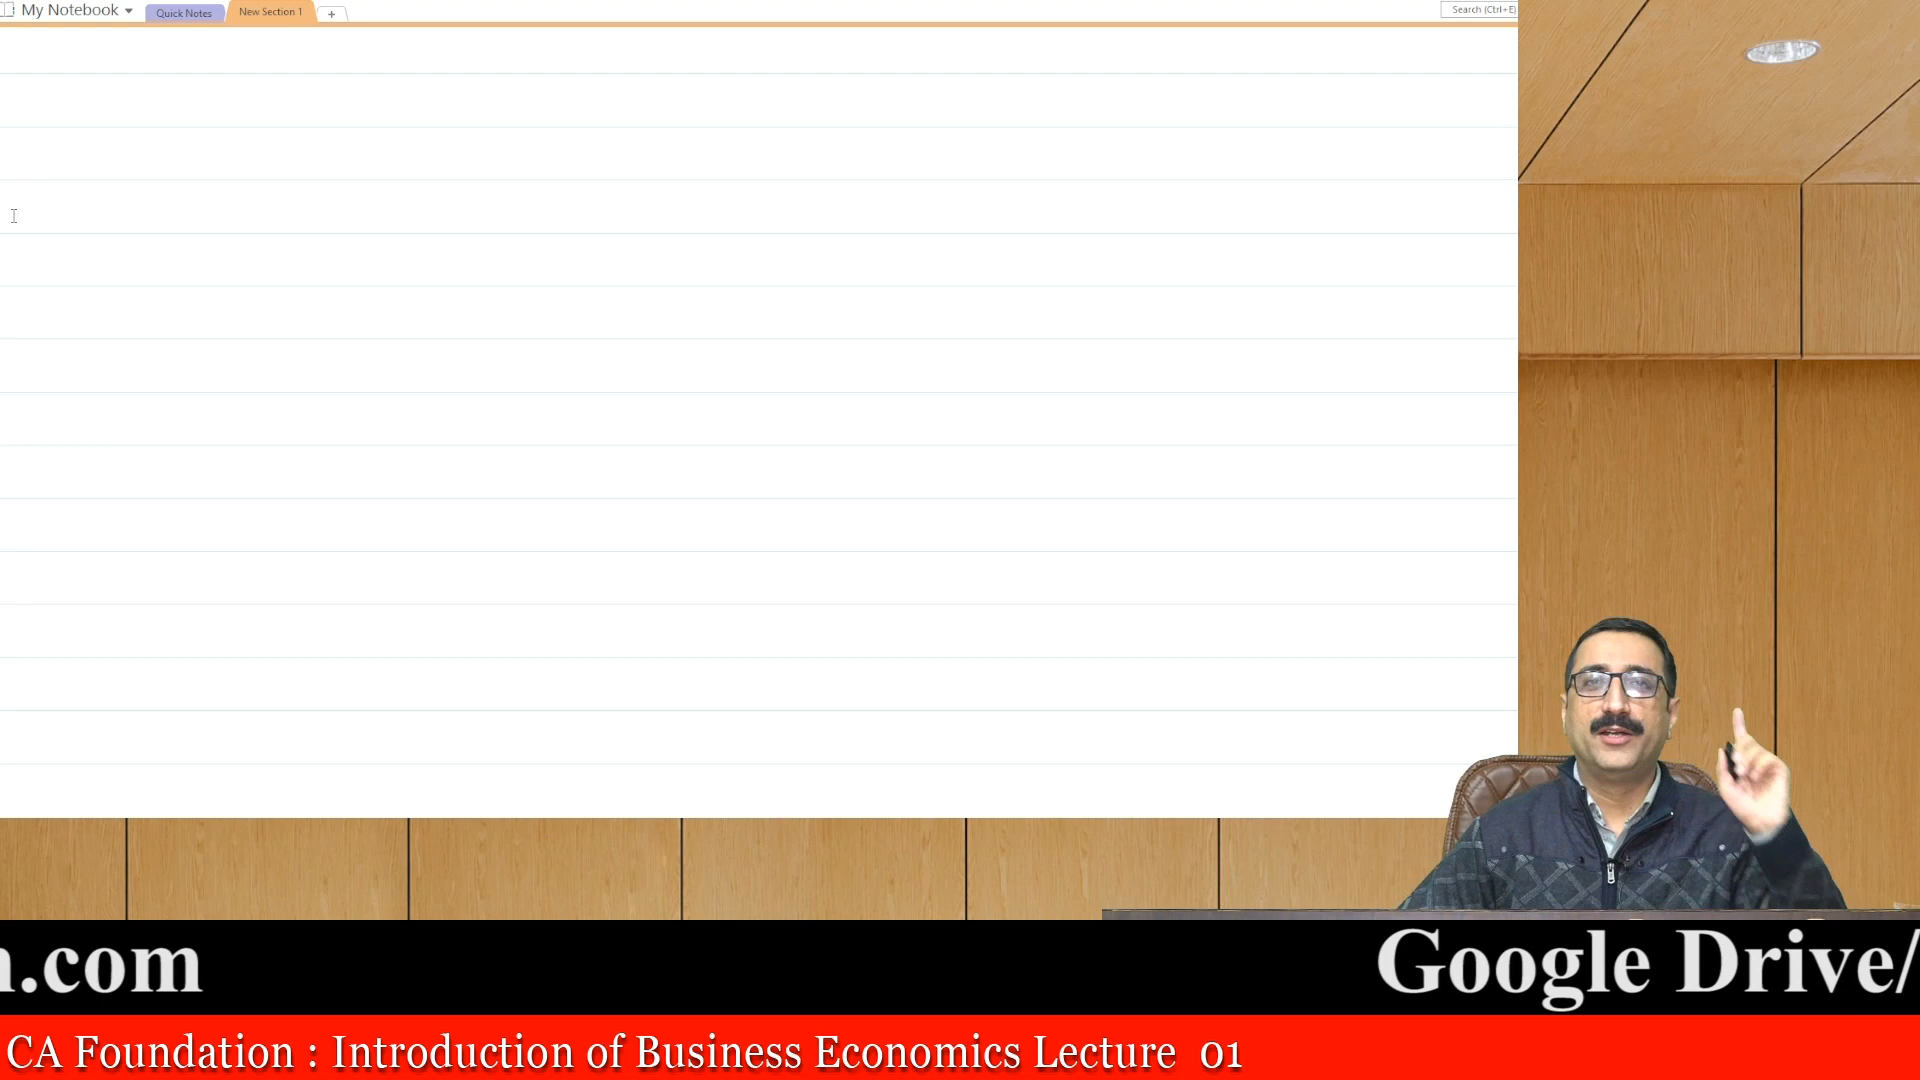 My Notebook
Quick Notes
New Section 1
+
Search (Ctrl+E)
.com
Google Drive/
CA Foundation : Introduction of Business Economics Lecture 01